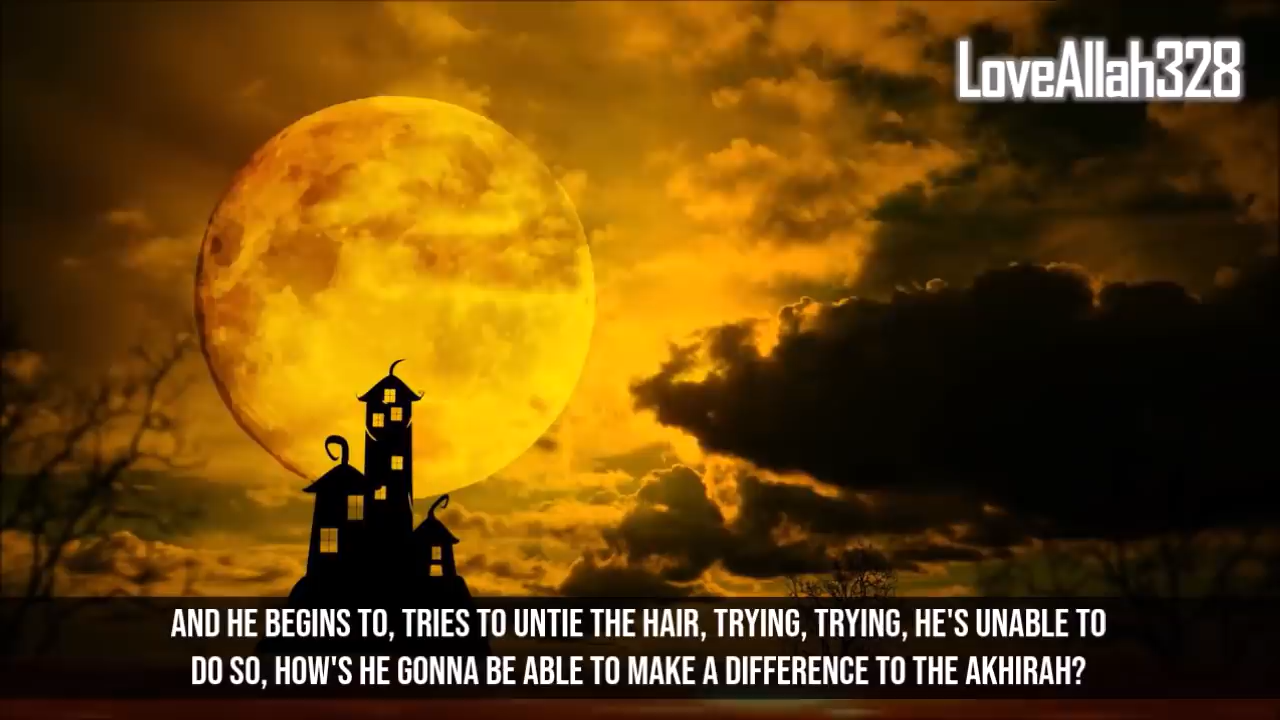 LoveAllah328
AND HE BEGINS TO, TRIES TO UNTIE THE HAIR, TRYING, TRYING, HE'S UNABLE TO
DO SO, HOW'S HE GONNA BE ABLE TO MAKE A DIFFERENCE TO THE AKHIRAH?